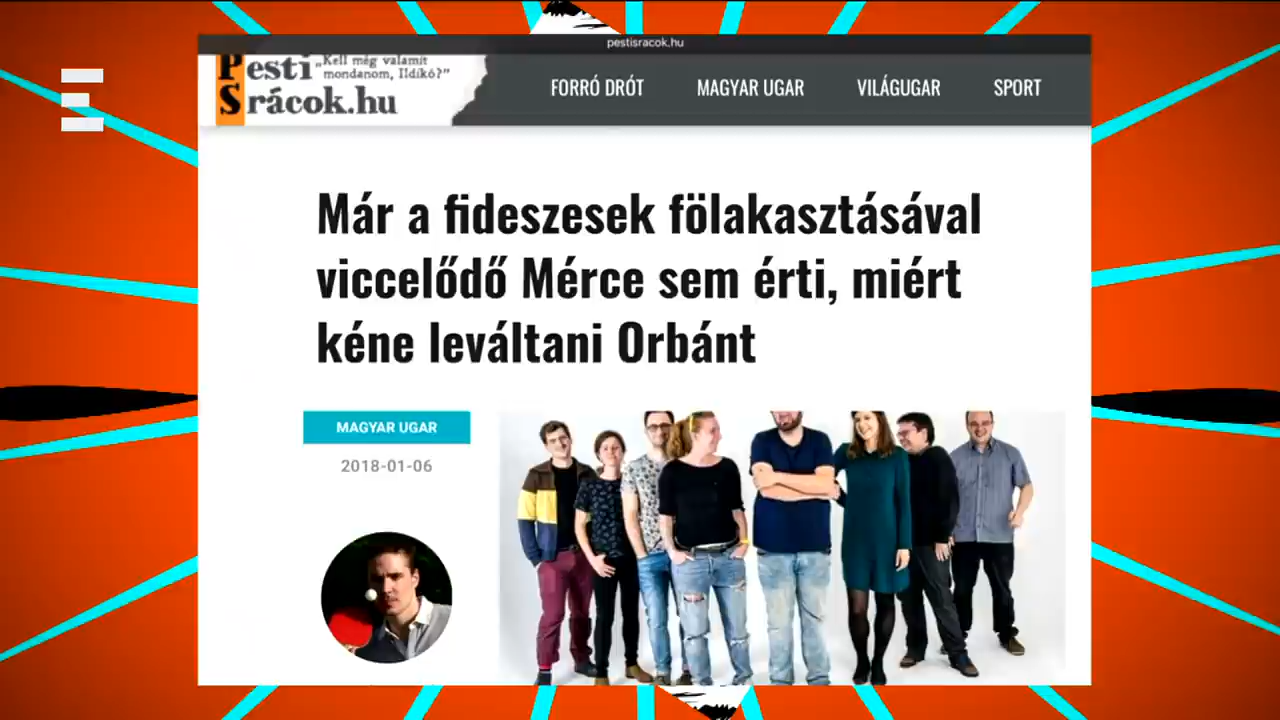 pestisracok.hu
Pesti „Kell még valamit
mondanom, Ildikó?”
Srácok.hu
FORRÓ DRÓT MAGYAR UGAR VILÁGUGAR SPORT
Már a fideszesek fölakasztásával
viccelődő Mérce sem érti, miért
kéne leváltani Orbánt
MAGYAR UGAR
2018-01-06